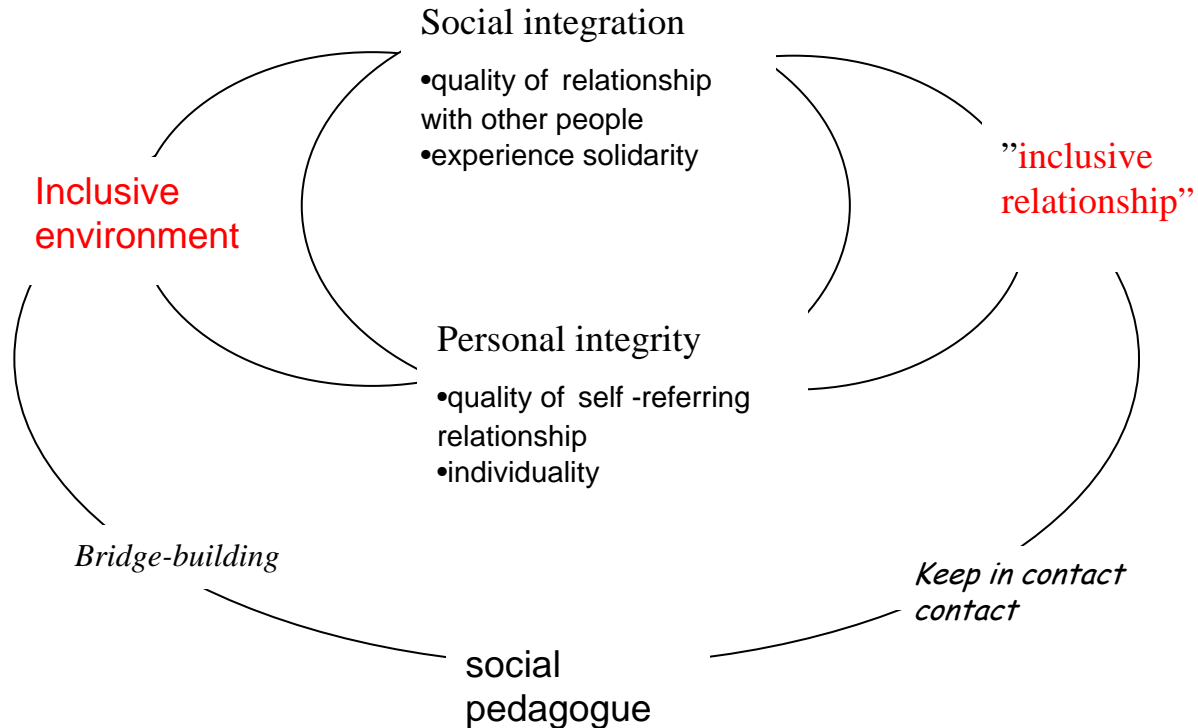 Social integration
•quality of relationship
with other people
•experience solidarity
Inclusive
environment
”inclusive
relationship”
Personal integrity
•quality of self -referring
relationship
•individuality
Bridge-building
Keep in contact
contact
social
pedagogue